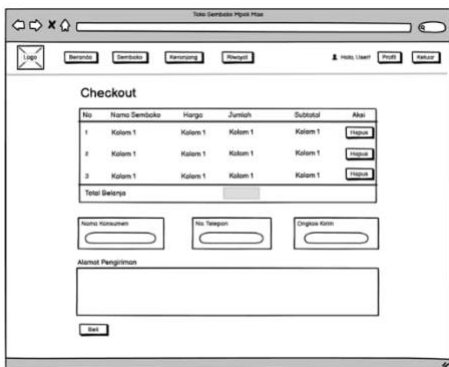 Toko Sembako Mpok Mae
Logo Beranda Sembako Keranjang Riwayat Halo, User! Profil Keluar
Checkout
No Nama Sembako Harga Jumlah Subtotal Aksi
1 Kolom 1 Kolom 1 Kolom 1 Kolom 1 Hapus
2 Kolom 1 Kolom 1 Kolom 1 Kolom 1 Hapus
3 Kolom 1 Kolom 1 Kolom 1 Kolom 1 Hapus
Total Belanja
Nama Konsumen No. Telepon Ongkos Kirim
Alamat Pengiriman
Beli